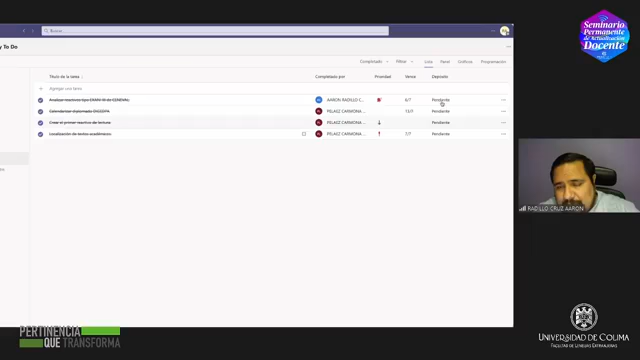 Buscar
y To Do
Completado Filtrar Lista Panel Gráficos Programación
Título de la tarea Completado por Prioridad Vence Depósito
Agregar una tarea
AARON RADILLO C... 6/7 Pendiente
PELAEZ CARMONA ... 13/7 Pendiente
Crear el primer reactivo de lectura PELAEZ CARMONA ... Pendiente
Localización de textos académicos PELAEZ CARMONA ... 7/7 Pendiente
Seminario
Permanente
de Actualización
Docente
RADILLO CRUZ AARON
PERTINENCIA
QUE TRANSFORMA
UNIVERSIDAD DE COLIMA
FACULTAD DE LENGUAS EXTRANJERAS